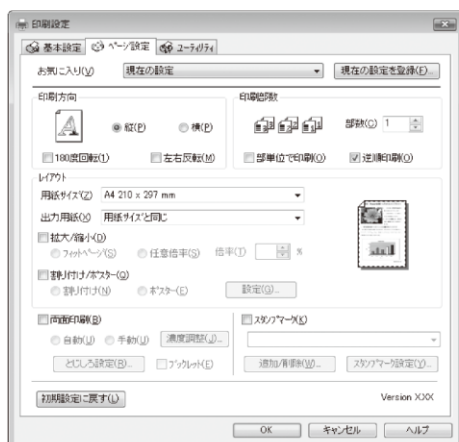 印刷設定
基本設定 ページ設定 ユーティリティ
お気に入り(V) 現在の設定 現在の設定を登録(F)...
印刷方向 印刷部数
縦(P) 横(R) 部数(C) 1
180度回転(1) 左右反転(M) 部単位で印刷(O) 逆順印刷(O)
レイアウト
用紙サイズ(Z) A4 210 x 297 mm
出力用紙(X) 用紙サイズと同じ
拡大/縮小(D)
フィットページ(S) 任意倍率(S) 倍率(T) %
割り付け/ポスター(G)
割り付け(N) ポスター(E) 設定(G)...
両面印刷(B) スタンプマーク(K)
自動(U) 手動(U) 濃度調整(J)...
とじしろ設定(R)... ブックレット(E) 追加/削除(W)... スタンプマーク設定(Y)...
初期設定に戻す(L) Version X.XX
OK キャンセル ヘルプ